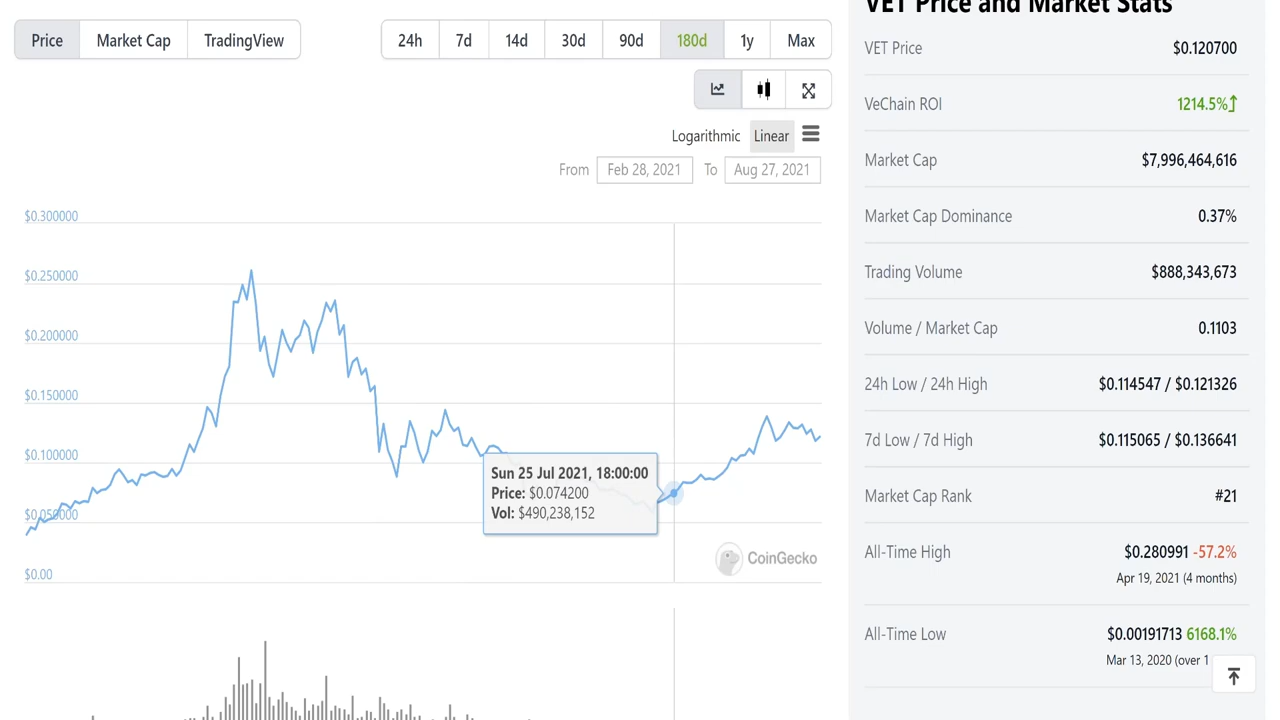 Price Market Cap TradingView 24h 7d 14d 30d 90d 180d 1y Max
Logarithmic Linear
From Feb 28, 2021 To Aug 27, 2021
$0.300000
$0.250000
$0.200000
$0.150000
$0.100000
$0.050000
$0.00
Sun 25 Jul 2021, 18:00:00
Price: $0.074200
Vol: $490,238,152
CoinGecko
VET Price and Market Stats
VET Price $0.120700
VeChain ROI 1214.5%
Market Cap $7,996,464,616
Market Cap Dominance 0.37%
Trading Volume $888,343,673
Volume / Market Cap 0.1103
24h Low / 24h High $0.114547 / $0.121326
7d Low / 7d High $0.115065 / $0.136641
Market Cap Rank #21
All-Time High $0.280991 -57.2%
Apr 19, 2021 (4 months)
All-Time Low $0.00191713 6168.1%
Mar 13, 2020 (over 1